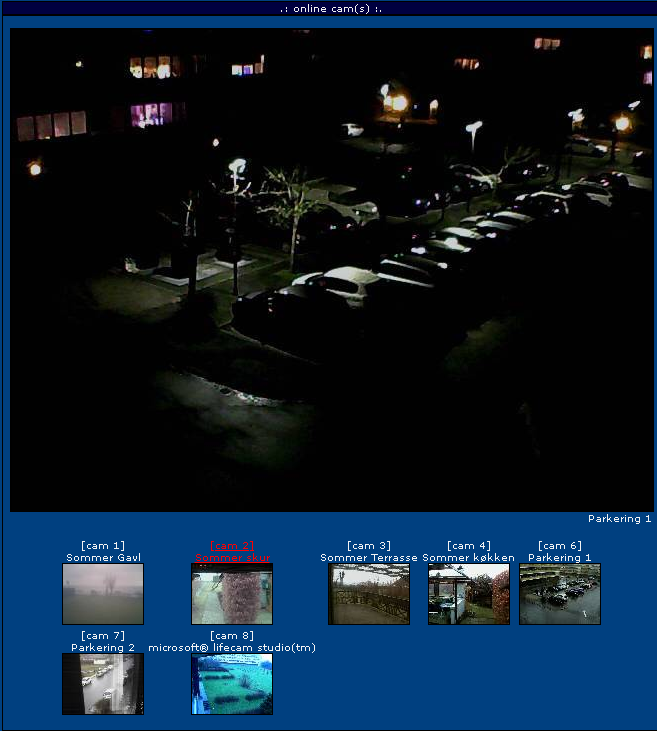 .: online cam(s) :.
Parkering 1
[cam 1]
Sommer Gavl
[cam 2]
Sommer skur
[cam 3]
Sommer Terrasse
[cam 4]
Sommer køkken
[cam 6]
Parkering 1
[cam 7]
Parkering 2
[cam 8]
microsoft® lifecam studio(tm)